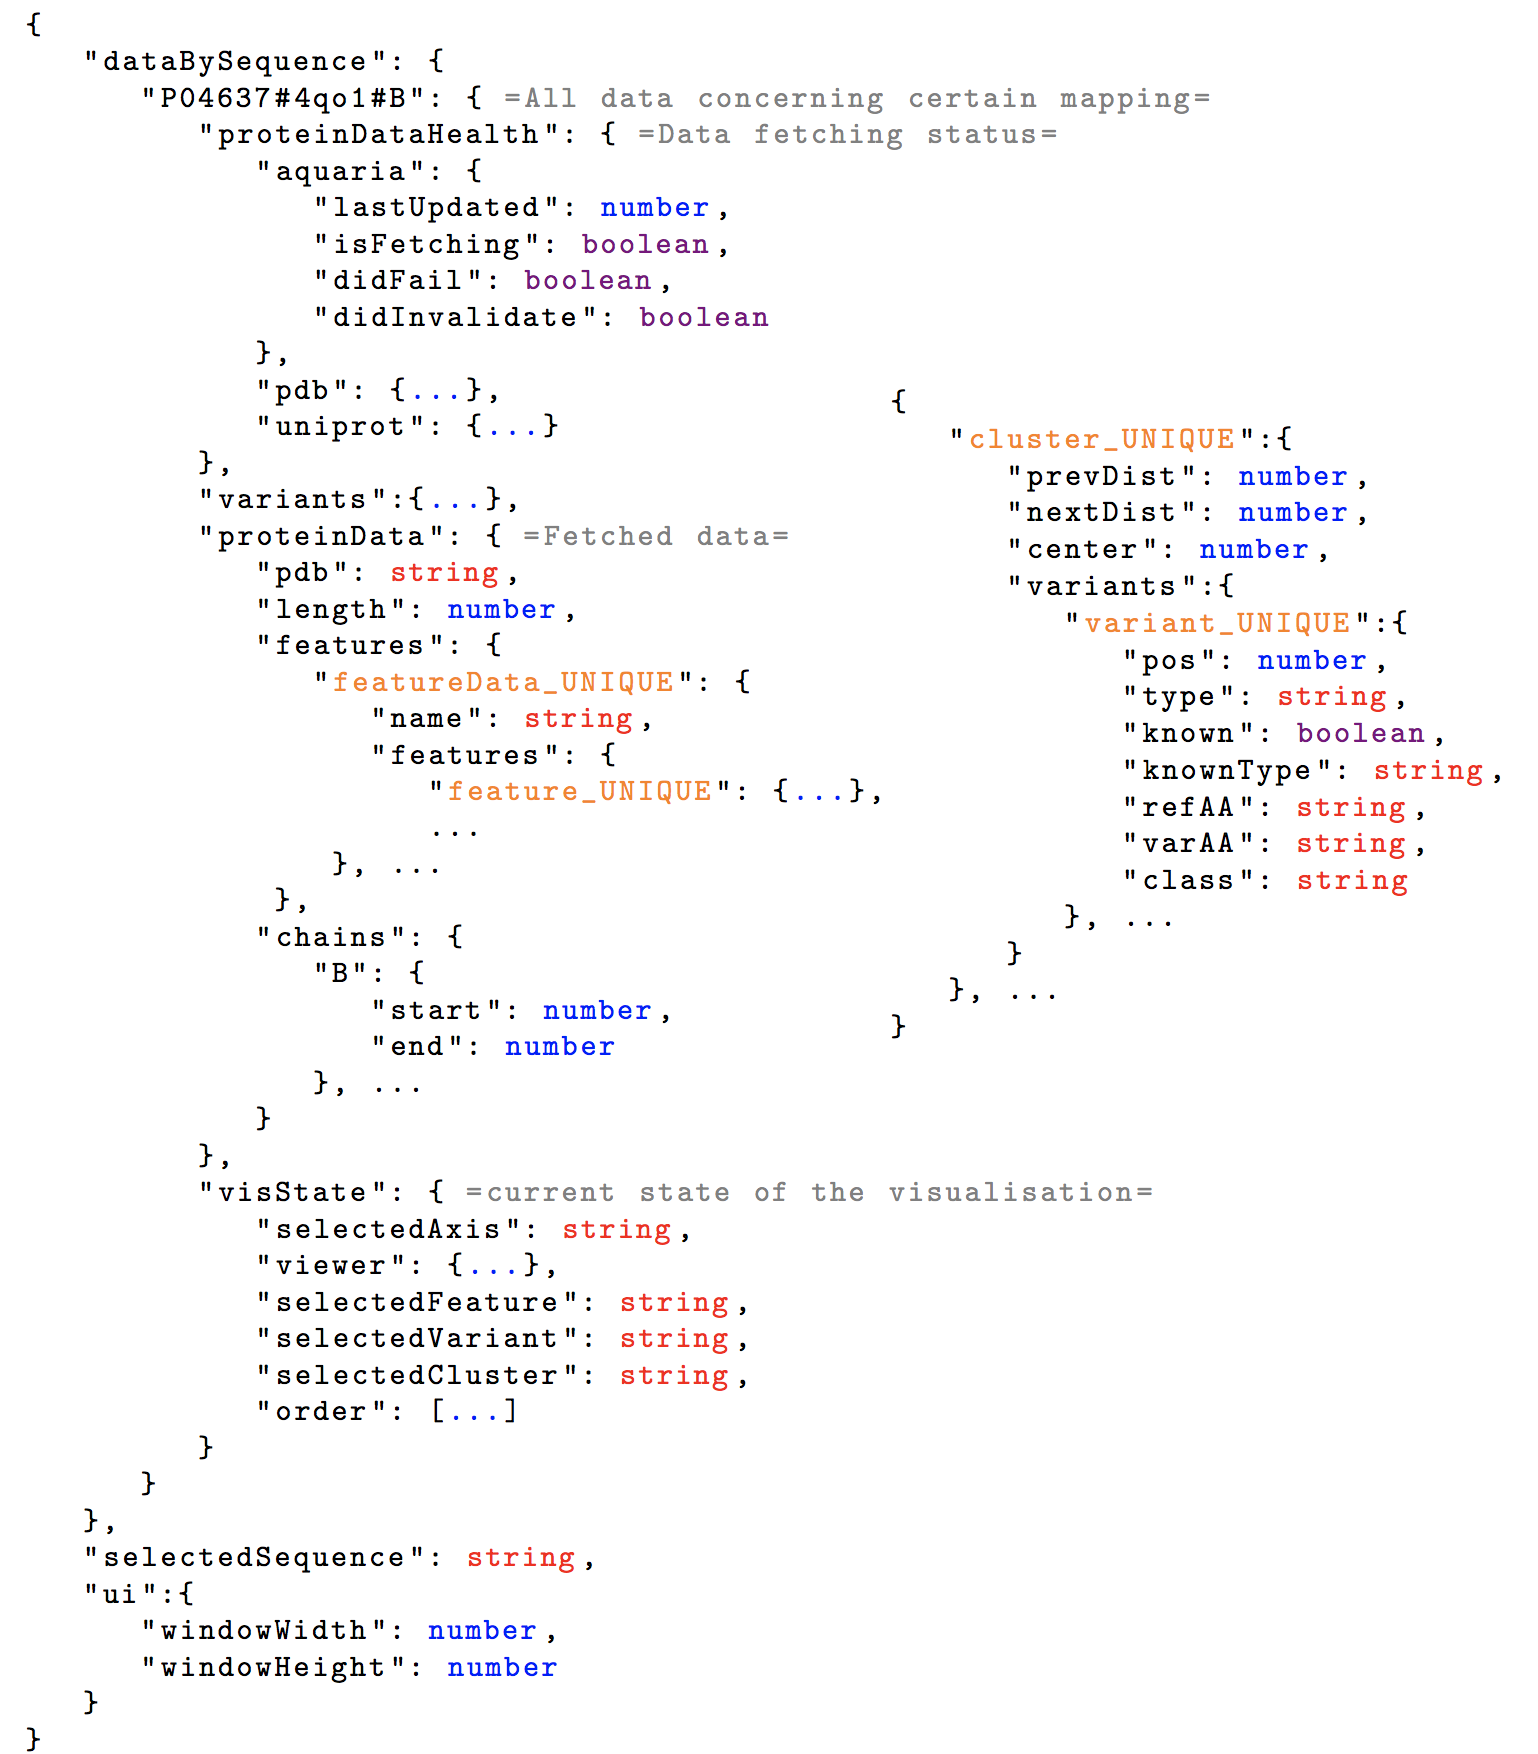 {
"dataBySequence": {
"P04637#4qo1#B": { =All data concerning certain mapping=
"proteinDataHealth": { =Data fetching status=
"aquaria": {
"lastUpdated": number,
"isFetching": boolean,
"didFail": boolean,
"didInvalidate": boolean
},
"pdb": {...},
"uniprot": {...}
},
"variants":{...},
"proteinData": { =Fetched data=
"pdb": string,
"length": number,
"features": {
"featureData_UNIQUE": {
"name": string,
"features": {
"feature_UNIQUE": {...},
...
}, ...
},
"chains": {
"B": {
"start": number,
"end": number
}, ...
}
},
"visState": { =current state of the visualisation=
"selectedAxis": string,
"viewer": {...},
"selectedFeature": string,
"selectedVariant": string,
"selectedCluster": string,
"order": [...]
}
}
},
"selectedSequence": string,
"ui":{
"windowWidth": number,
"windowHeight": number
}
}
{
"cluster_UNIQUE":{
"prevDist": number,
"nextDist": number,
"center": number,
"variants":{
"variant_UNIQUE":{
"pos": number,
"type": string,
"known": boolean,
"knownType": string,
"refAA": string,
"varAA": string,
"class": string
}, ...
}
}, ...
}